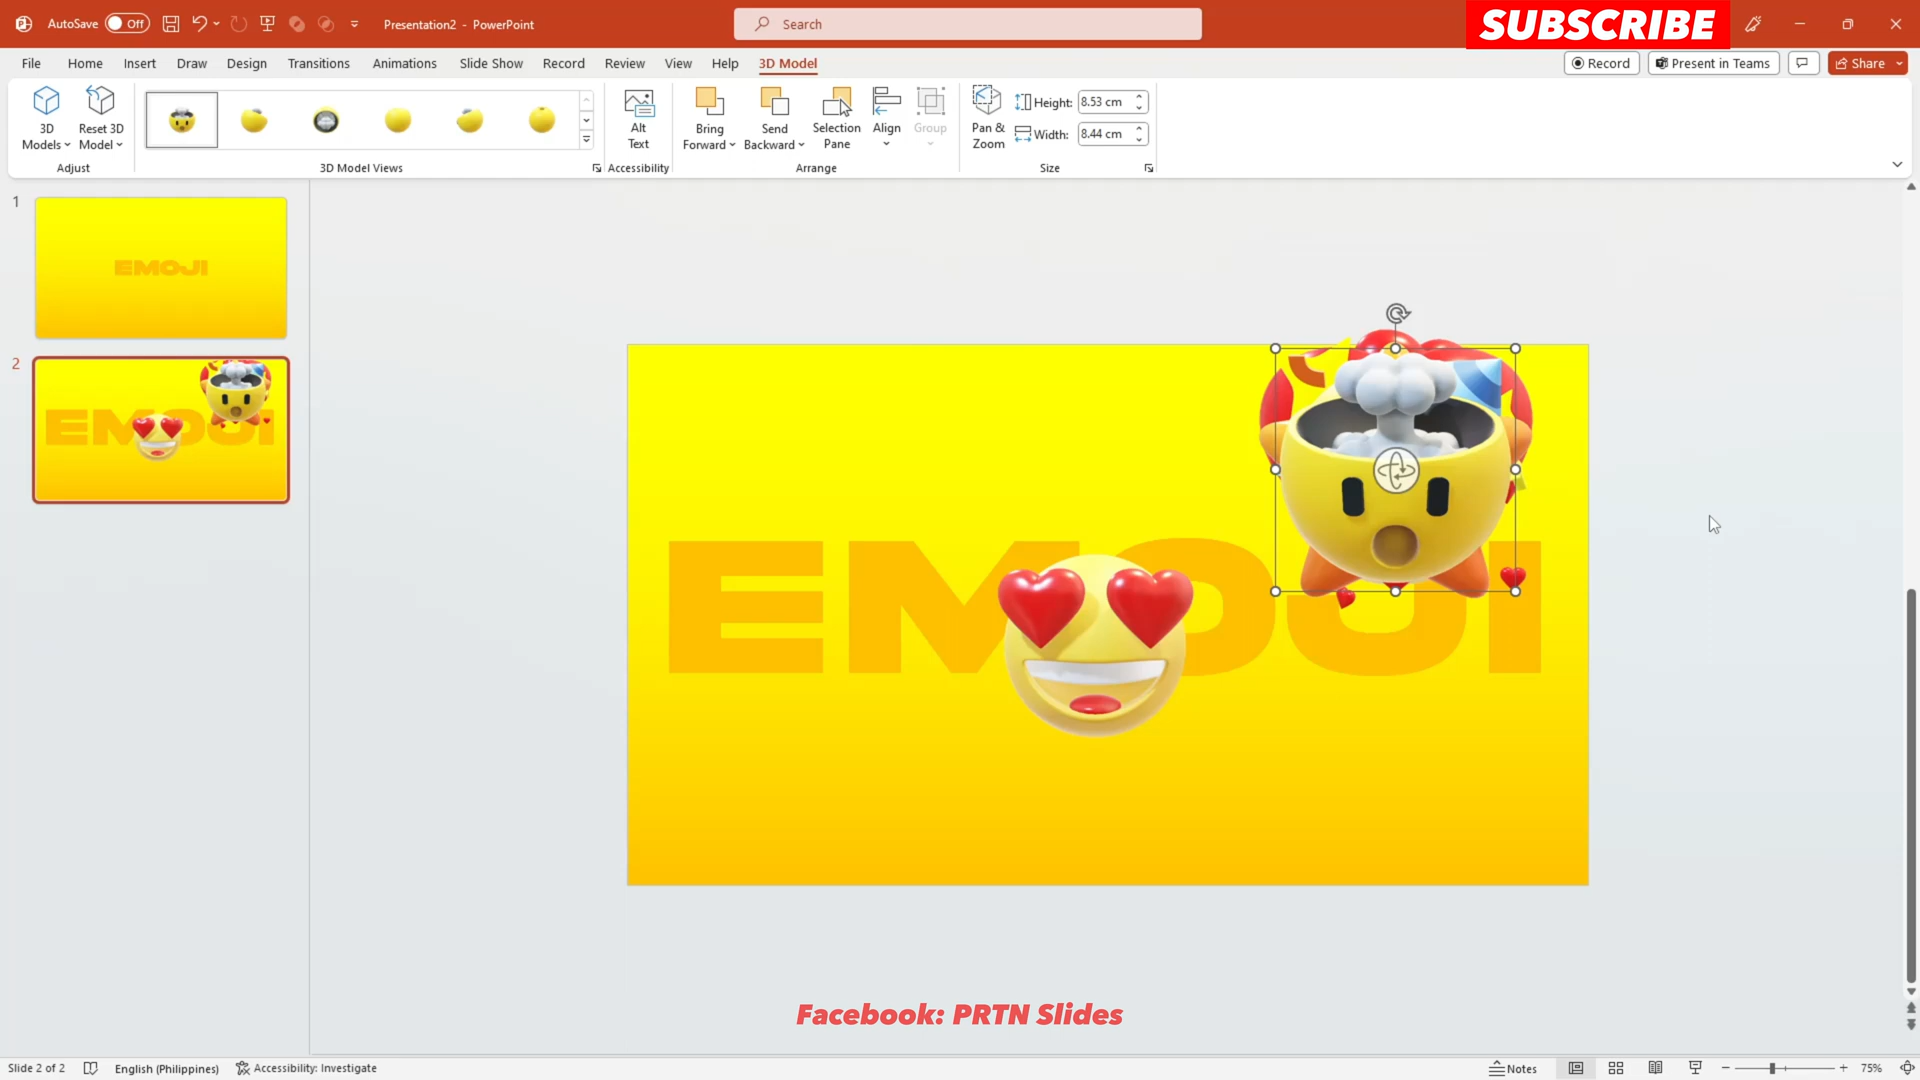 AutoSave Off Presentation2 - PowerPoint Search SUBSCRIBE
File Home Insert Draw Design Transitions Animations Slide Show Record Review View Help 3D Model Record Present in Teams Share
3D Models
Reset 3D Model
Alt Text
Bring Forward
Send Backward
Selection Pane
Align
Group
Pan & Zoom
Height: 8.53 cm
Width: 8.44 cm
Adjust 3D Model Views Accessibility Arrange Size
1
EMOJI
2
EMOJI
EMOJI
Facebook: PRTN Slides
Slide 2 of 2 English (Philippines) Accessibility: Investigate Notes 75%